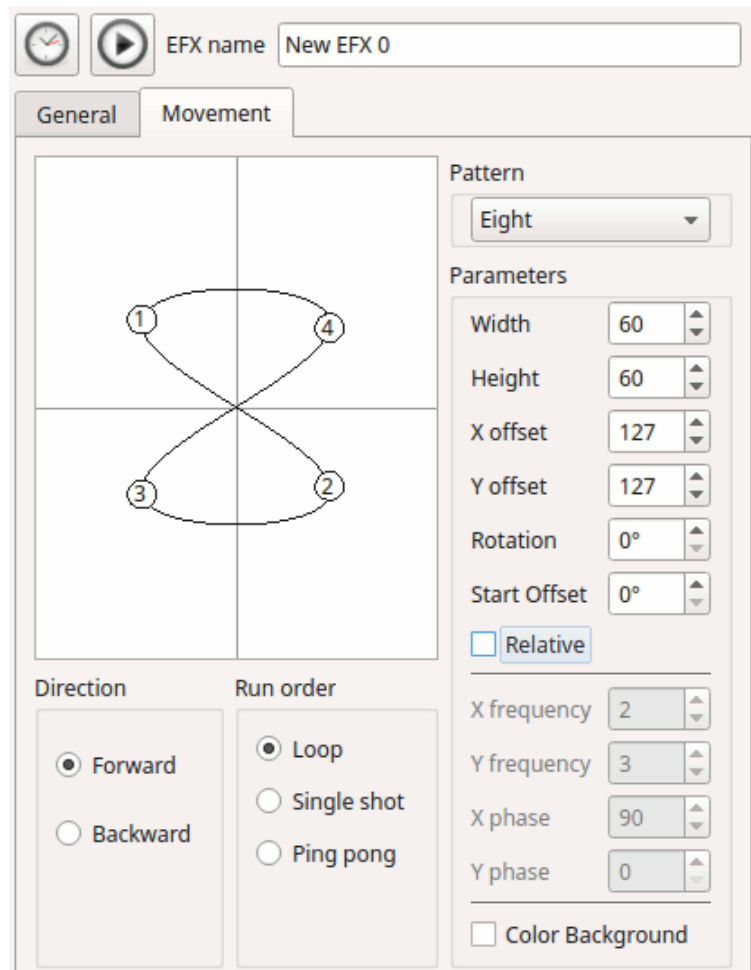 EFX name New EFX 0
General Movement
Pattern
Eight
Parameters
Width 60
Height 60
X offset 127
Y offset 127
Rotation 0°
Start Offset 0°
Relative
X frequency 2
Y frequency 3
X phase 90
Y phase 0
Color Background
1
4
3
2
Direction
Forward
Backward
Run order
Loop
Single shot
Ping pong